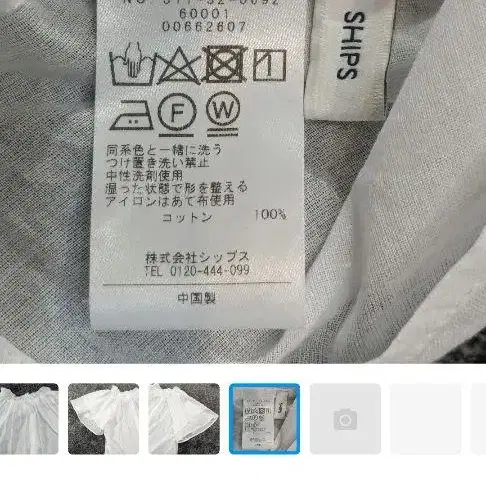 60001
00662607
SHIPS
F
W
同系色と一緒に洗う
つけ置き洗い禁止
中性洗剤使用
湿った状態で形を整える
アイロンはあて布使用
コットン 100%
株式会社シップス
TEL 0120-444-099
中国製